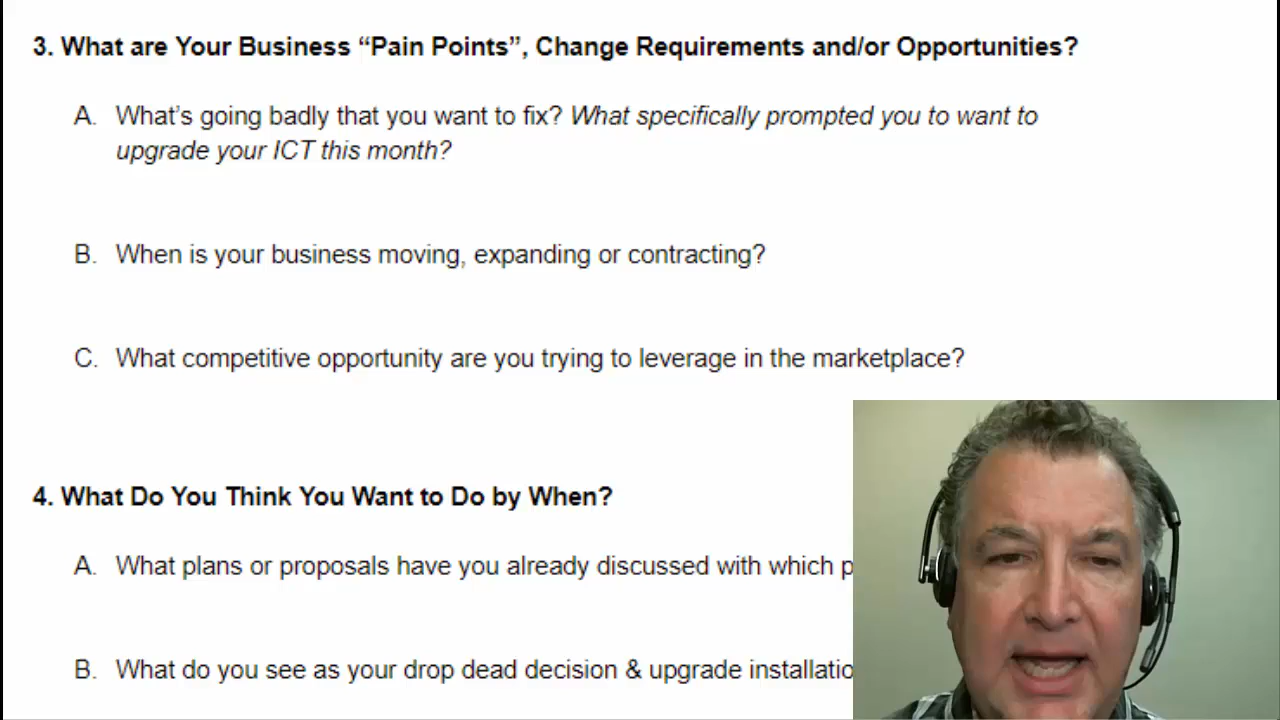 3. What are Your Business “Pain Points”, Change Requirements and/or Opportunities?
A. What’s going badly that you want to fix? What specifically prompted you to want to
upgrade your ICT this month?
B. When is your business moving, expanding or contracting?
C. What competitive opportunity are you trying to leverage in the marketplace?
4. What Do You Think You Want to Do by When?
A. What plans or proposals have you already discussed with which
B. What do you see as your drop dead decision & upgrade